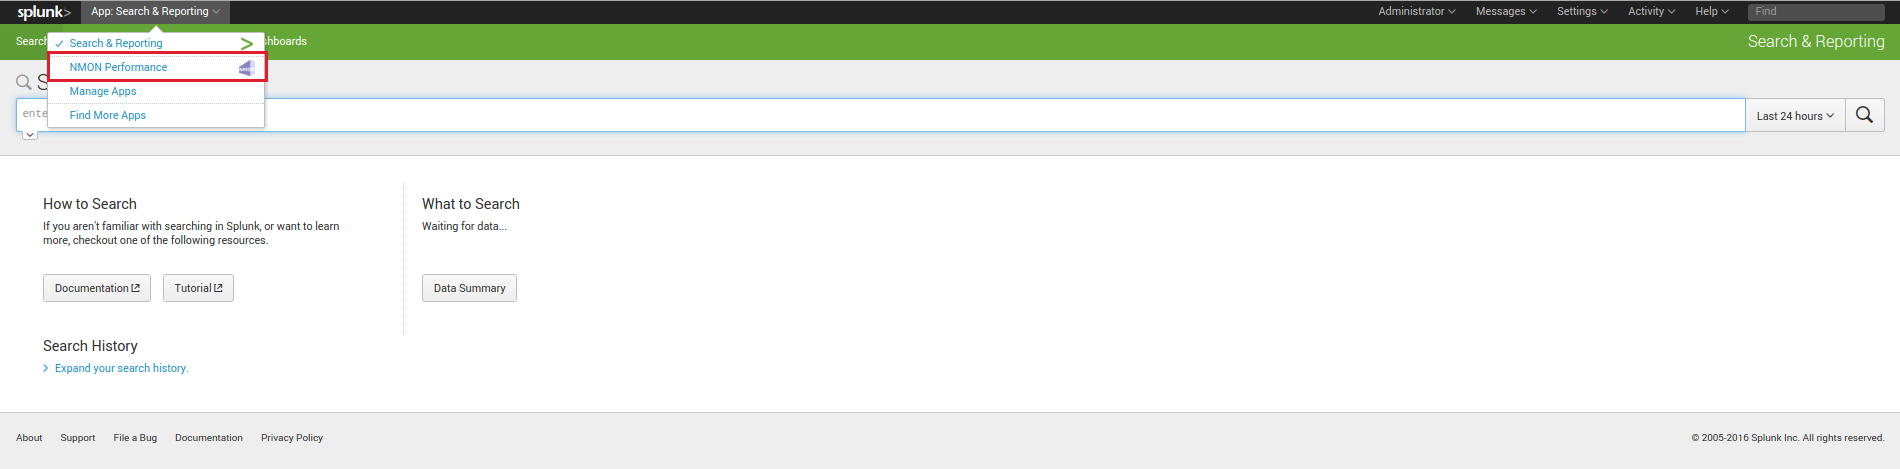 splunk> App: Search & Reporting Administrator Messages Settings Activity Help Find
Search hboards Search & Reporting
Search & Reporting
NMON Performance
Manage Apps
Find More Apps
S
ente Last 24 hours
How to Search
If you aren't familiar with searching in Splunk, or want to learn
more, checkout one of the following resources.
Documentation Tutorial
What to Search
Waiting for data...
Data Summary
Search History
Expand your search history.
About Support File a Bug Documentation Privacy Policy © 2005-2016 Splunk Inc. All rights reserved.